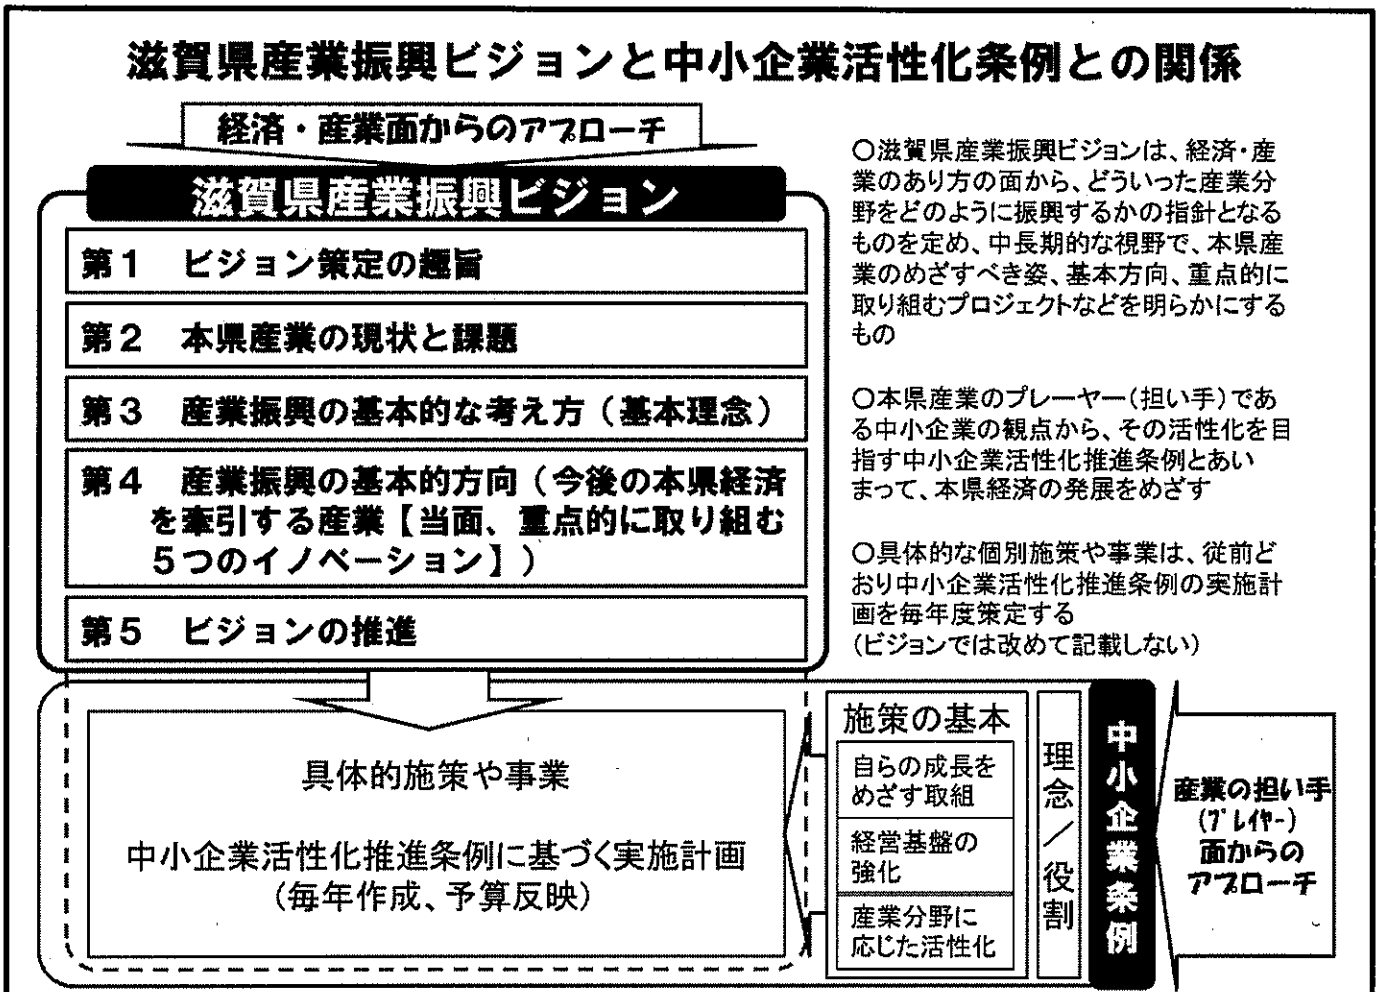 滋賀県産業振興ビジョンと中小企業活性化条例との関係
経済・産業面からのアプローチ
滋賀県産業振興ビジョン
第1 ビジョン策定の趣旨
第2 本県産業の現状と課題
第3 産業振興の基本的な考え方(基本理念)
第4 産業振興の基本的方向(今後の本県経済
を牽引する産業【当面、重点的に取り組む
5つのイノベーション】)
第5 ビジョンの推進
○滋賀県産業振興ビジョンは、経済・産
業のあり方の面から、どういった産業分
野をどのように振興するかの指針となる
ものを定め、中長期的な視野で、本県産
業のめざすべき姿、基本方向、重点的に
取り組むプロジェクトなどを明らかにする
もの
○本県産業のプレーヤー(担い手)であ
る中小企業の観点から、その活性化を目
指す中小企業活性化推進条例とあい
まって、本県経済の発展をめざす
○具体的な個別施策や事業は、従前ど
おり中小企業活性化推進条例の実施計
画を毎年度策定する
(ビジョンでは改めて記載しない)
具体的施策や事業
中小企業活性化推進条例に基づく実施計画
(毎年作成、予算反映)
施策の基本
自らの成長を
めざす取組
経営基盤の
強化
産業分野に
応じた活性化
理念/役割
中小企業条例
産業の担い手
(プレイヤー)
面からの
アプローチ